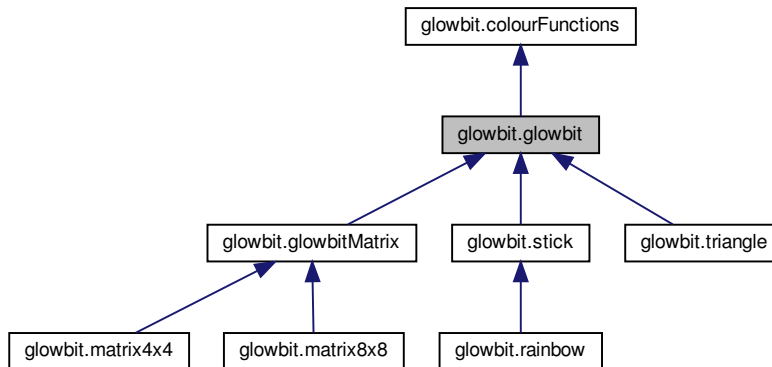 glowbit.colourFunctions
glowbit.glowbit
glowbit.glowbitMatrix
glowbit.stick
glowbit.triangle
glowbit.matrix4x4
glowbit.matrix8x8
glowbit.rainbow